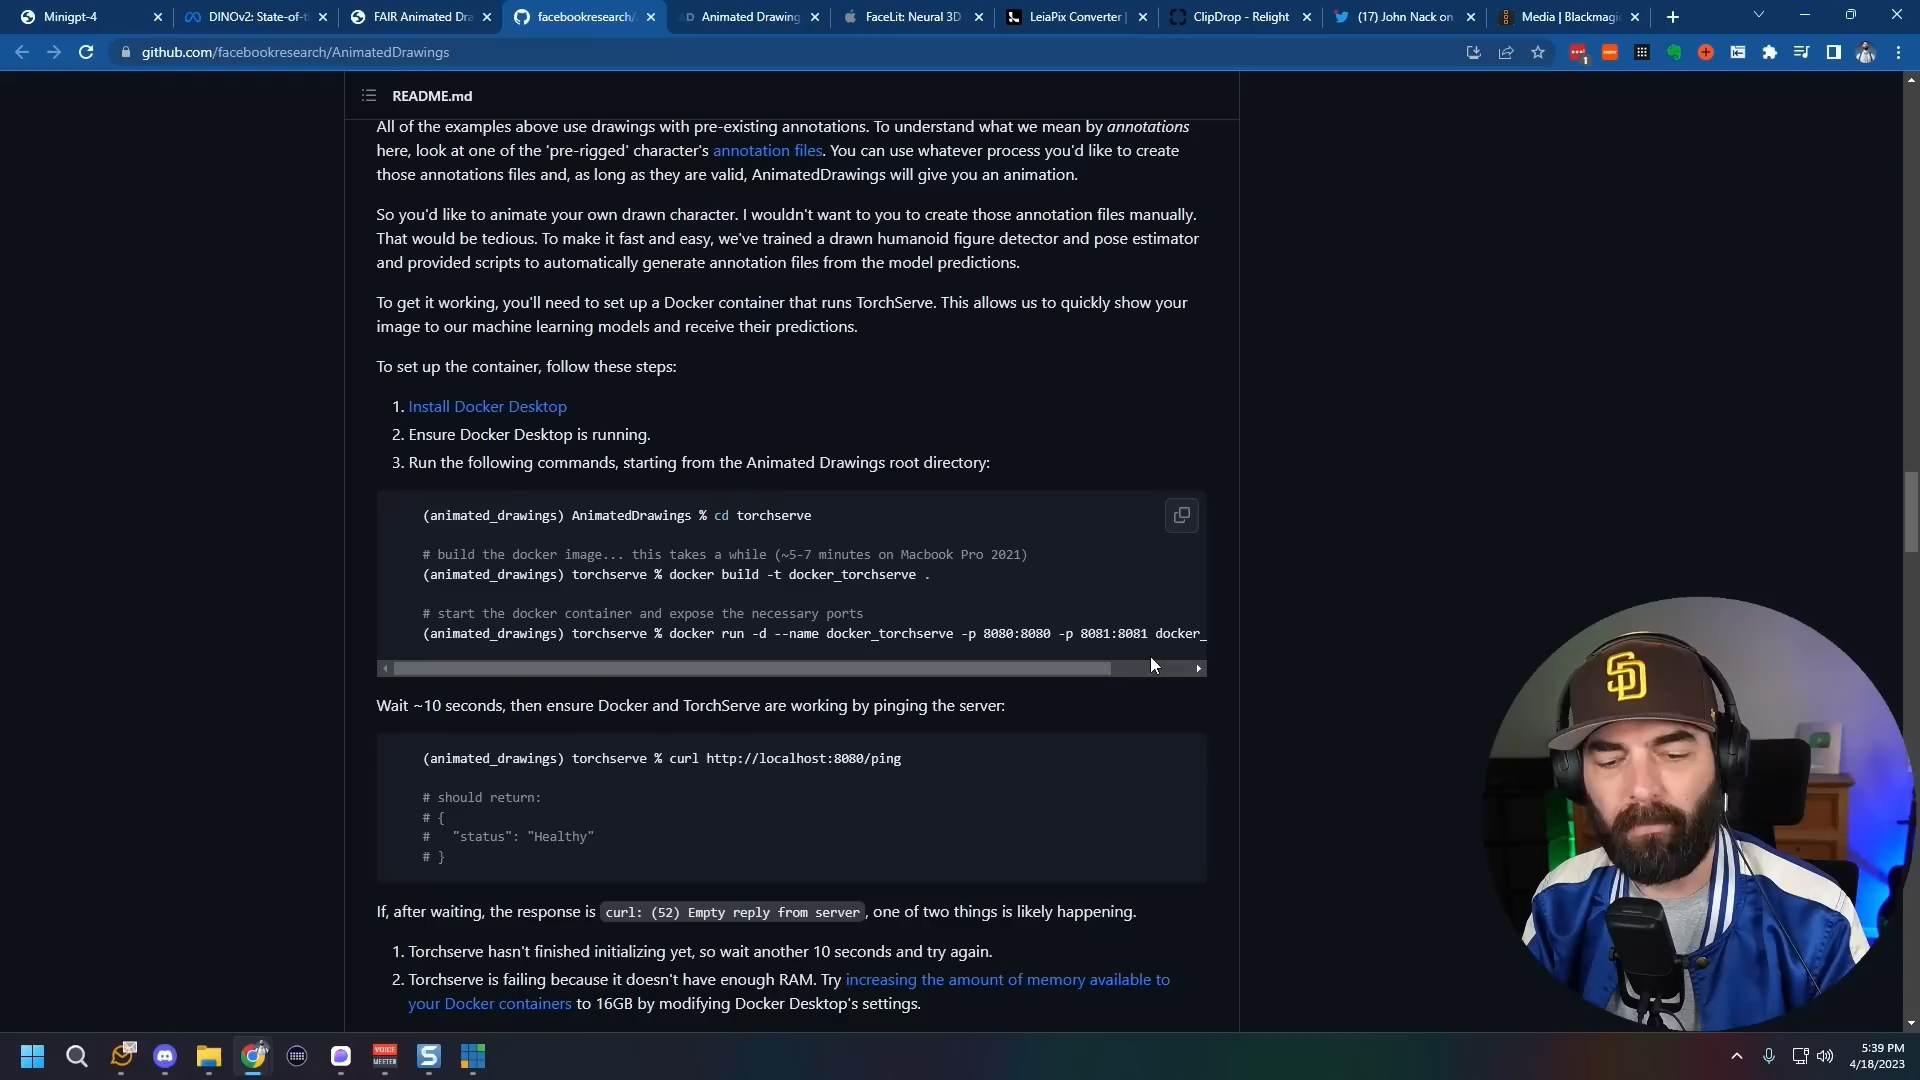 Minigpt-4
DINOv2: State-of-t
FAIR Animated Dra
facebookresearch/
Animated Drawing
FaceLit: Neural 3D
LeiaPix Converter |
ClipDrop - Relight
(17) John Nack on
Media | Blackmagic
github.com/facebookresearch/AnimatedDrawings
README.md
All of the examples above use drawings with pre-existing annotations. To understand what we mean by annotations
here, look at one of the 'pre-rigged' character's annotation files. You can use whatever process you'd like to create
those annotations files and, as long as they are valid, AnimatedDrawings will give you an animation.
So you'd like to animate your own drawn character. I wouldn't want to you to create those annotation files manually.
That would be tedious. To make it fast and easy, we've trained a drawn humanoid figure detector and pose estimator
and provided scripts to automatically generate annotation files from the model predictions.
To get it working, you'll need to set up a Docker container that runs TorchServe. This allows us to quickly show your
image to our machine learning models and receive their predictions.
To set up the container, follow these steps:
1. Install Docker Desktop
2. Ensure Docker Desktop is running.
3. Run the following commands, starting from the Animated Drawings root directory:
(animated_drawings) AnimatedDrawings % cd torchserve
# build the docker image... this takes a while (~5-7 minutes on Macbook Pro 2021)
(animated_drawings) torchserve % docker build -t docker_torchserve .
# start the docker container and expose the necessary ports
(animated_drawings) torchserve % docker run -d --name docker_torchserve -p 8080:8080 -p 8081:8081 docker_
Wait ~10 seconds, then ensure Docker and TorchServe are working by pinging the server:
(animated_drawings) torchserve % curl http://localhost:8080/ping
# should return:
# {
#   "status": "Healthy"
# }
If, after waiting, the response is curl: (52) Empty reply from server, one of two things is likely happening.
1. Torchserve hasn't finished initializing yet, so wait another 10 seconds and try again.
2. Torchserve is failing because it doesn't have enough RAM. Try increasing the amount of memory available to
your Docker containers to 16GB by modifying Docker Desktop's settings.
SD
VOICE
MEETER
5:39 PM
4/18/2023